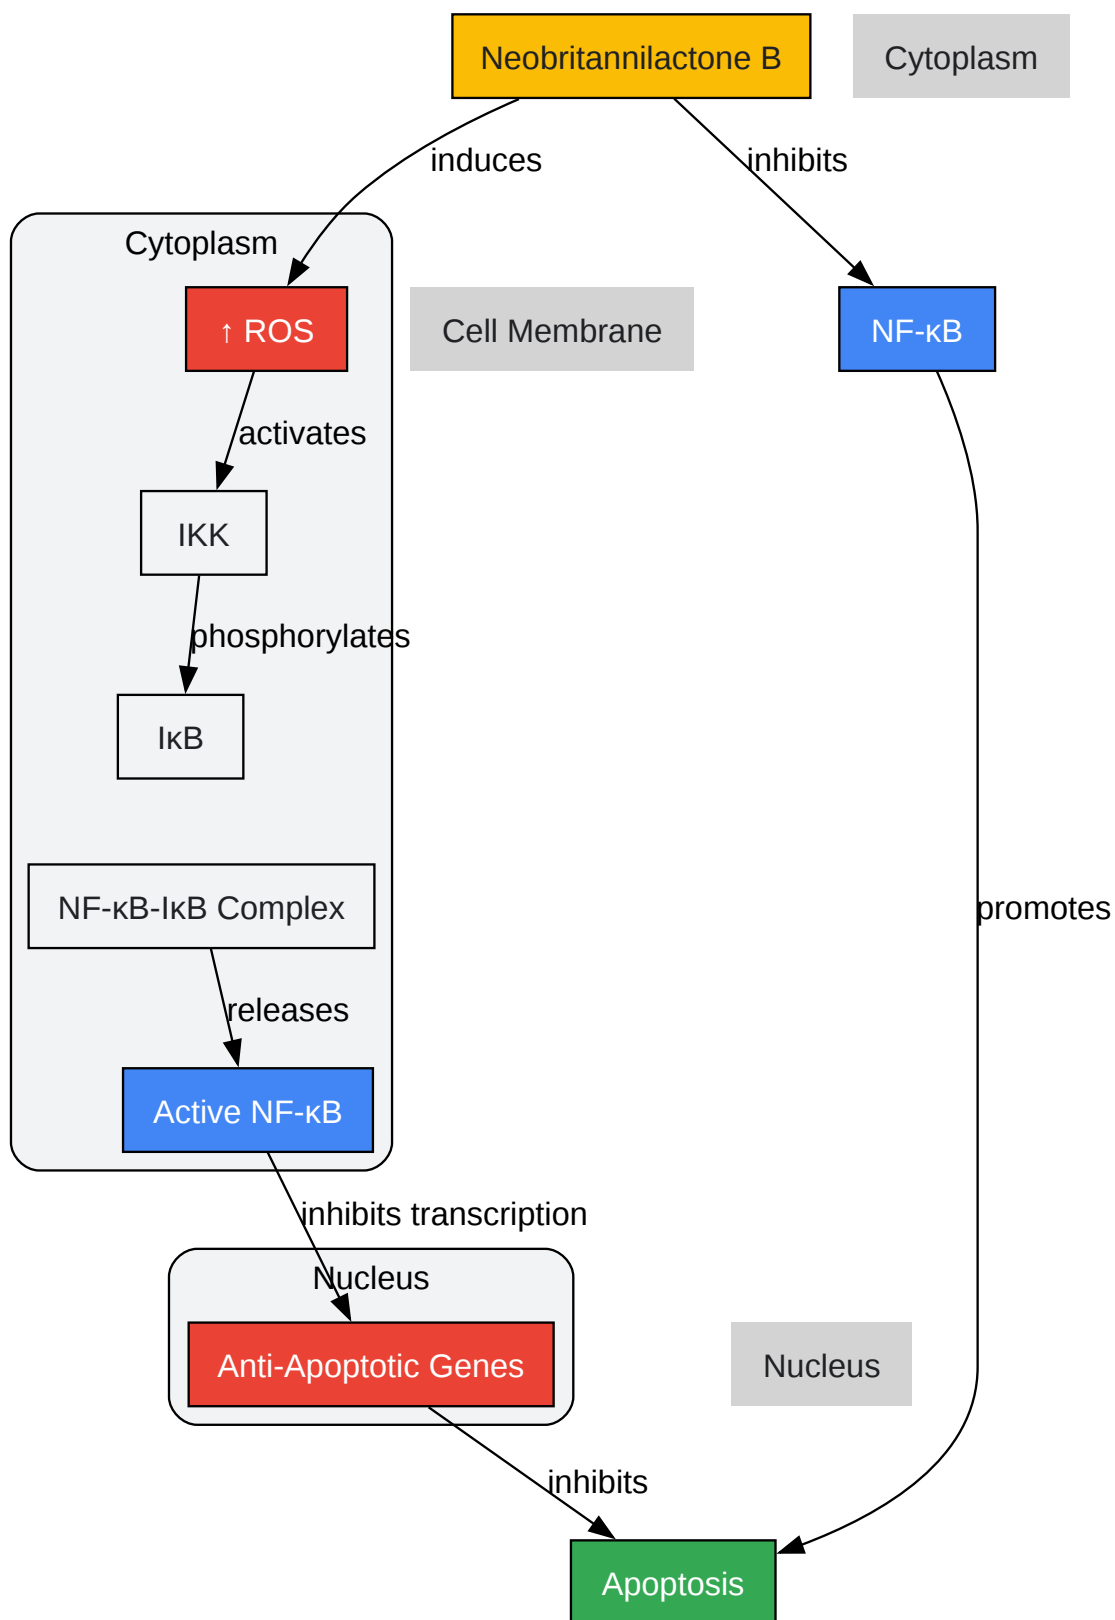 Neobritannilactone B
Cytoplasm
induces
inhibits
Cytoplasm
↑ ROS
Cell Membrane
NF-κB
activates
IKK
phosphorylates
IκB
NF-κB-IκB Complex
promotes
releases
Active NF-κB
inhibits transcription
Nucleus
Anti-Apoptotic Genes
Nucleus
inhibits
Apoptosis